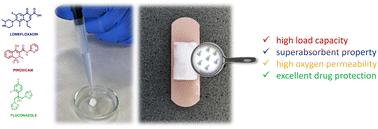 LOMEFLOXACIN
PIROXICAM
FLUCONAZOLE
✓ high load capacity
✓ superabsorbent property
✓ high oxygen permeability
✓ excellent drug protection